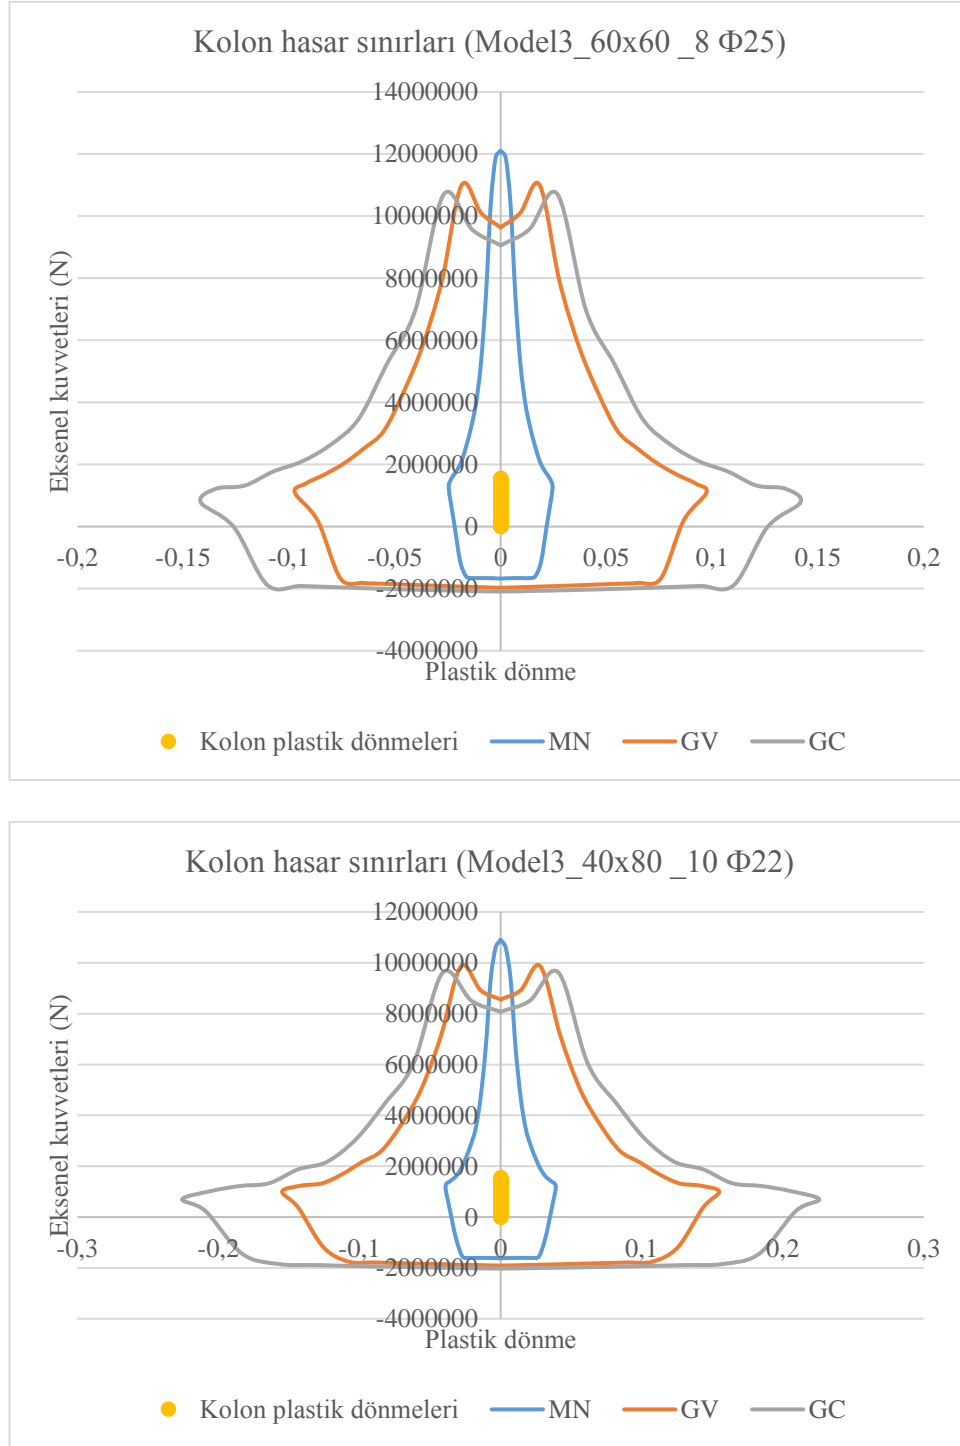 Kolon hasar sınırları (Model3_60x60 _8 Φ25)
14000000
12000000
10000000
8000000
6000000
4000000
2000000
0
-2000000
-4000000
Eksenel kuvvetleri (N)
-0,2 -0,15 -0,1 -0,05 0 0,05 0,1 0,15 0,2
Plastik dönme
Kolon plastik dönmeleri MN GV GC
Kolon hasar sınırları (Model3_40x80 _10 Φ22)
12000000
10000000
8000000
6000000
4000000
2000000
0
-2000000
-4000000
Eksenel kuvvetleri (N)
-0,3 -0,2 -0,1 0 0,1 0,2 0,3
Plastik dönme
Kolon plastik dönmeleri MN GV GC